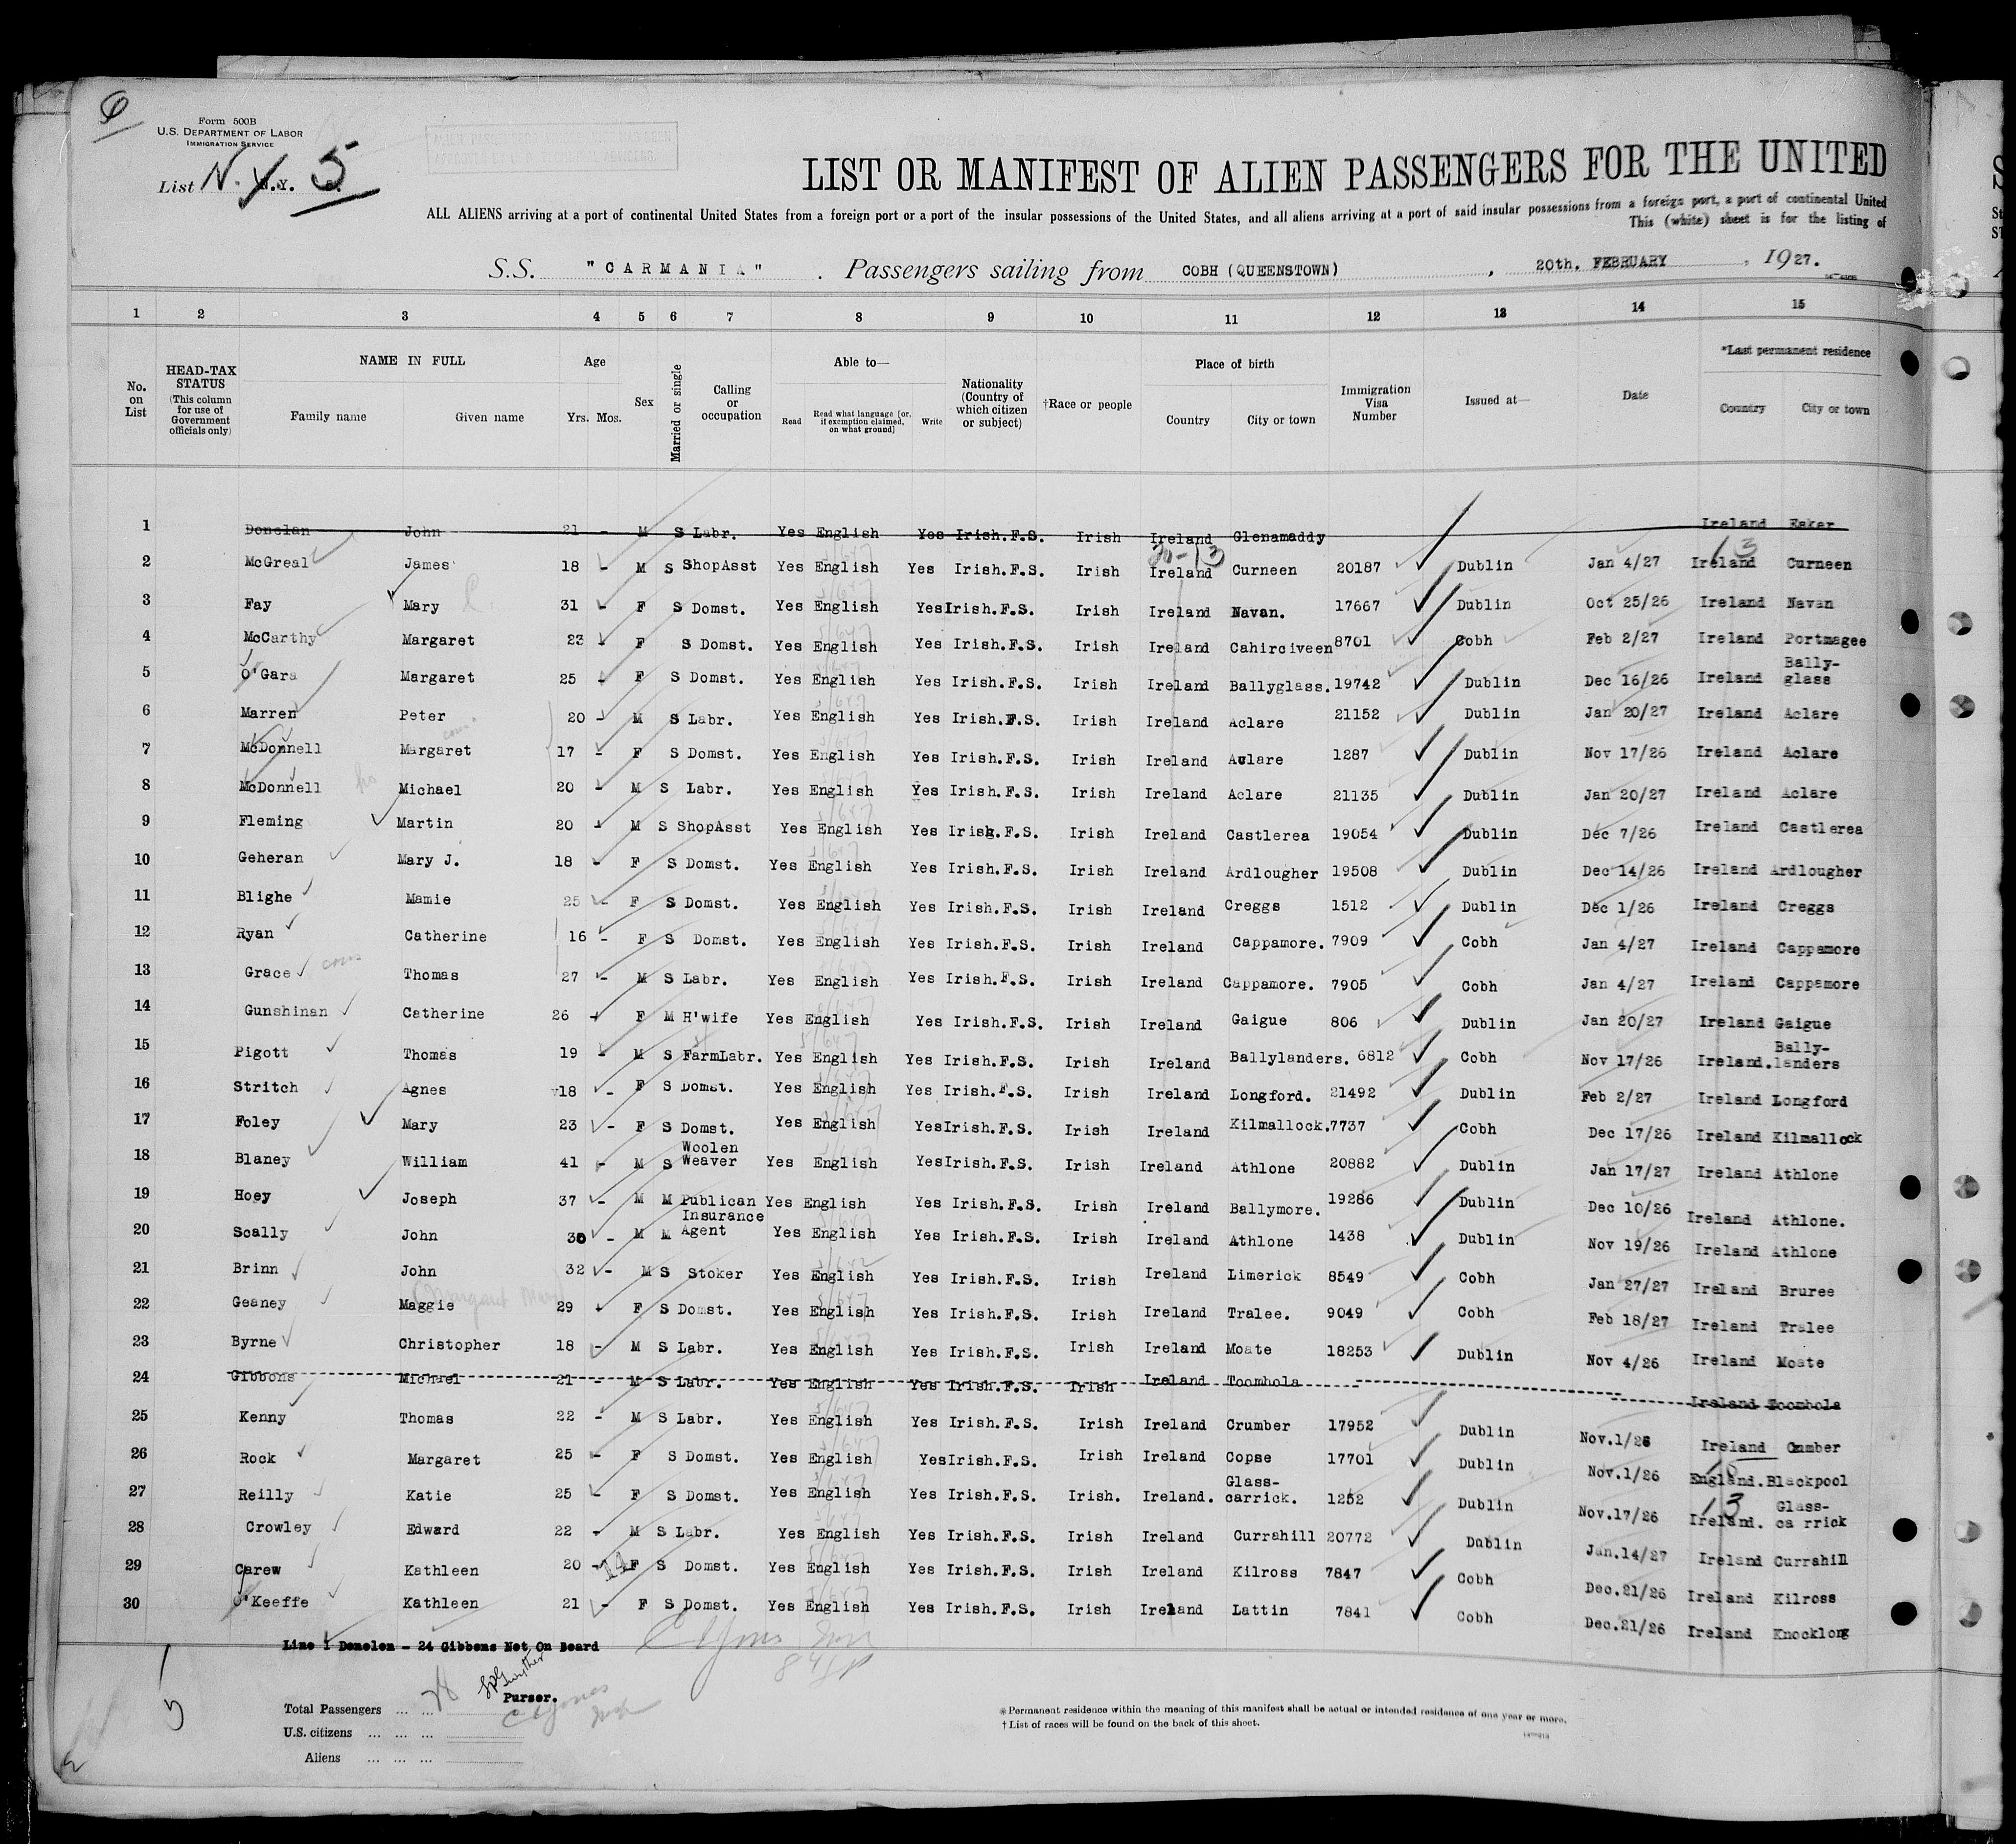 6
Form 500B
U.S. DEPARTMENT OF LABOR
IMMIGRATION SERVICE
List N.Y. N.Y. 5
LIST OR MANIFEST OF ALIEN PASSENGERS FOR THE UNITED
ALL ALIENS arriving at a port of continental United States from a foreign port or a port of the insular possessions of the United States, and all aliens arriving at a port of said insular possessions from a foreign port, a port of continental United
This (white) sheet is for the listing of
S.S. "CARMANIA". Passengers sailing from COBH (QUEENSTOWN), 20th. FEBRUARY, 1927.
1 2 3 4 5 6 7 8 9 10 11 12 13 14 15
No. on List
HEAD-TAX STATUS (This column for use of Government officials only)
NAME IN FULL Family name Given name
Age Yrs. Mos.
Sex
Married or single
Calling or occupation
Able to— Read Read what language [or, if exemption claimed, on what ground] Write
Nationality (Country of which citizen or subject)
†Race or people
Place of birth Country City or town
Immigration Visa Number
Issued at—
Date
*Last permanent residence Country City or town
1 Donelan John 21 - M S Labr. Yes English Yes Irish.F.S. Irish Ireland Glenamaddy Ireland Esker
2 McGreal James 18 - M S ShopAsst Yes English Yes Irish.F.S. Irish Ireland Curneen 20187 Dublin Jan 4/27 Ireland Curneen
3 Fay Mary 31 - F S Domst. Yes English Yes Irish.F.S. Irish Ireland Navan. 17667 Dublin Oct 25/26 Ireland Navan
4 McCarthy Margaret 23 - F S Domst. Yes English Yes Irish.F.S. Irish Ireland Cahirciveen 8701 Cobh Feb 2/27 Ireland Portmagee
5 O'Gara Margaret 25 - F S Domst. Yes English Yes Irish.F.S. Irish Ireland Ballyglass. 19742 Dublin Dec 16/26 Ireland Bally-glass
6 Marren Peter 20 - M S Labr. Yes English Yes Irish.F.S. Irish Ireland Aclare 21152 Dublin Jan 20/27 Ireland Aclare
7 McDonnell Margaret 17 - F S Domst. Yes English Yes Irish.F.S. Irish Ireland Aclare 1287 Dublin Nov 17/26 Ireland Aclare
8 McDonnell Michael 20 - M S Labr. Yes English Yes Irish.F.S. Irish Ireland Aclare 21135 Dublin Jan 20/27 Ireland Aclare
9 Fleming Martin 20 - M S ShopAsst Yes English Yes Irish.F.S. Irish Ireland Castlerea 19054 Dublin Dec 7/26 Ireland Castlerea
10 Geheran Mary J. 18 - F S Domst. Yes English Yes Irish.F.S. Irish Ireland Ardlougher 19508 Dublin Dec 14/26 Ireland Ardlougher
11 Blighe Mamie 25 - F S Domst. Yes English Yes Irish.F.S. Irish Ireland Creggs 1512 Dublin Dec 1/26 Ireland Creggs
12 Ryan Catherine 16 - F S Domst. Yes English Yes Irish.F.S. Irish Ireland Cappamore. 7909 Cobh Jan 4/27 Ireland Cappamore
13 Grace Thomas 27 - M S Labr. Yes English Yes Irish.F.S. Irish Ireland Cappamore. 7905 Cobh Jan 4/27 Ireland Cappamore
14 Gunshinan Catherine 26 - F M H'wife Yes English Yes Irish.F.S. Irish Ireland Gaigue 806 Dublin Jan 20/27 Ireland Gaigue
15 Pigott Thomas 19 - M S FarmLabr. Yes English Yes Irish.F.S. Irish Ireland Ballylanders. 6812 Cobh Nov 17/26 Ireland. Bally-landers
16 Stritch Agnes 18 - F S Domst. Yes English Yes Irish.F.S. Irish Ireland Longford. 21492 Dublin Feb 2/27 Ireland Longford
17 Foley Mary 23 - F S Domst. Yes English Yes Irish.F.S. Irish Ireland Kilmallock. 7737 Cobh Dec 17/26 Ireland Kilmallock
18 Blaney William 41 - M S Woolen Weaver Yes English Yes Irish.F.S. Irish Ireland Athlone 20882 Dublin Jan 17/27 Ireland Athlone
19 Hoey Joseph 37 - M M Publican Yes English Yes Irish.F.S. Irish Ireland Ballymore. 19286 Dublin Dec 10/26 Ireland Athlone.
20 Scally John 30 - M M Insurance Agent Yes English Yes Irish.F.S. Irish Ireland Athlone 1438 Dublin Nov 19/26 Ireland Athlone
21 Brinn John 32 - M S Stoker Yes English Yes Irish.F.S. Irish Ireland Limerick 8549 Cobh Jan 27/27 Ireland Bruree
(Margaret Mary)
22 Geaney Maggie 29 - F S Domst. Yes English Yes Irish.F.S. Irish Ireland Tralee. 9049 Cobh Feb 18/27 Ireland Tralee
23 Byrne Christopher 18 - M S Labr. Yes English Yes Irish.F.S. Irish Ireland Moate 18253 Dublin Nov 4/26 Ireland Moate
24 Gibbons Michael 21 - M S Labr. Yes English Yes Irish.F.S. Irish Ireland Toombola Ireland Toombola
25 Kenny Thomas 22 - M S Labr. Yes English Yes Irish.F.S. Irish Ireland Crumber 17952 Dublin Nov.1/26 Ireland Cumber
26 Rock Margaret 25 - F S Domst. Yes English Yes Irish.F.S. Irish Ireland Copse 17701 Dublin Nov.1/26 England. Blackpool
27 Reilly Katie 25 - F S Domst. Yes English Yes Irish.F.S. Irish. Ireland. Glass-carrick. 1252 Dublin Nov.17/26 Ireland. Glass-ca rrick
28 Crowley Edward 22 - M S Labr. Yes English Yes Irish.F.S. Irish Ireland Currahill 20772 Dublin Jan.14/27 Ireland Currahill
29 Carew Kathleen 20 - F S Domst. Yes English Yes Irish.F.S. Irish Ireland Kilross 7847 Cobh Dec.21/26 Ireland Kilross
30 O'Keeffe Kathleen 21 - F S Domst. Yes English Yes Irish.F.S. Irish Ireland Lattin 7841 Cobh Dec.21/26 Ireland Knocklong
Line 1 Donelen - 24 Gibbens Not On Board
Purser.
Total Passengers ... ...
U.S. citizens ... ... ...
Aliens ... ... ...
*Permanent residence within the meaning of this manifest shall be actual or intended residence of one year or more.
†List of races will be found on the back of this sheet.